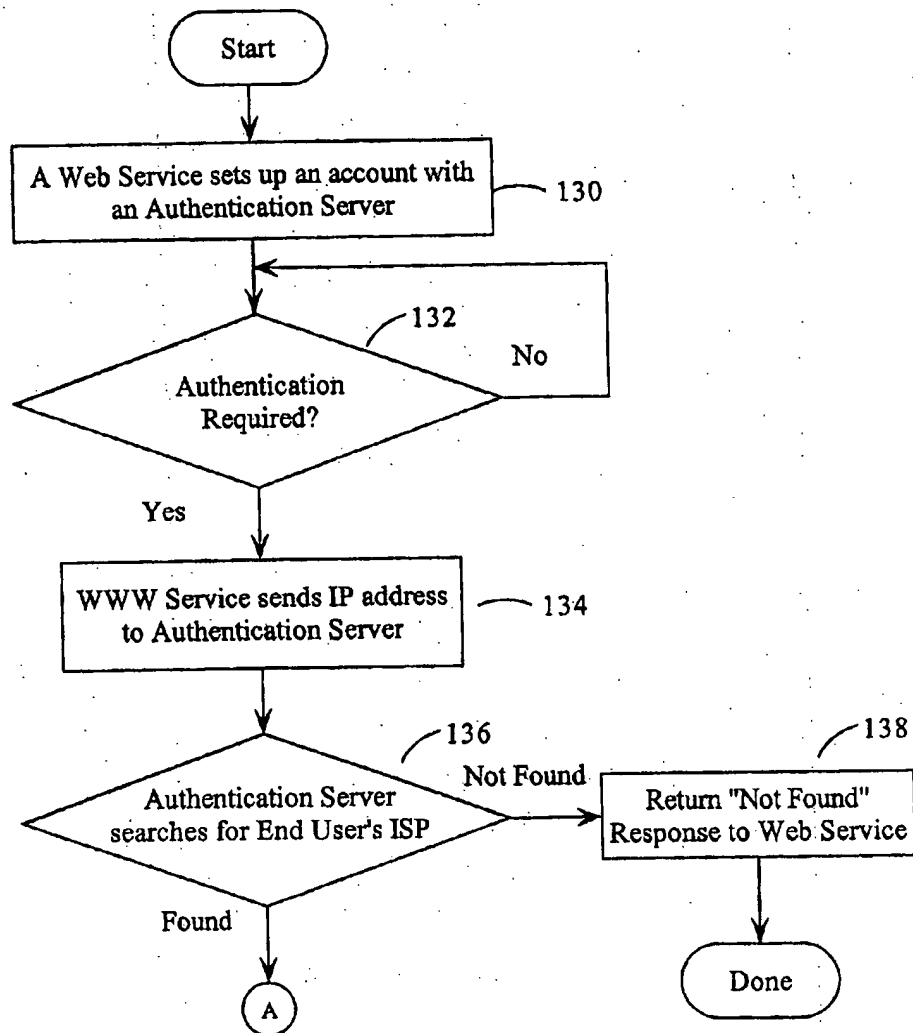 Start
A Web Service sets up an account with
an Authentication Server
130
132
No
Authentication
Required?
Yes
WWW Service sends IP address
to Authentication Server
134
136
138
Not Found
Authentication Server
searches for End User's ISP
Return "Not Found"
Response to Web Service
Found
Done
A